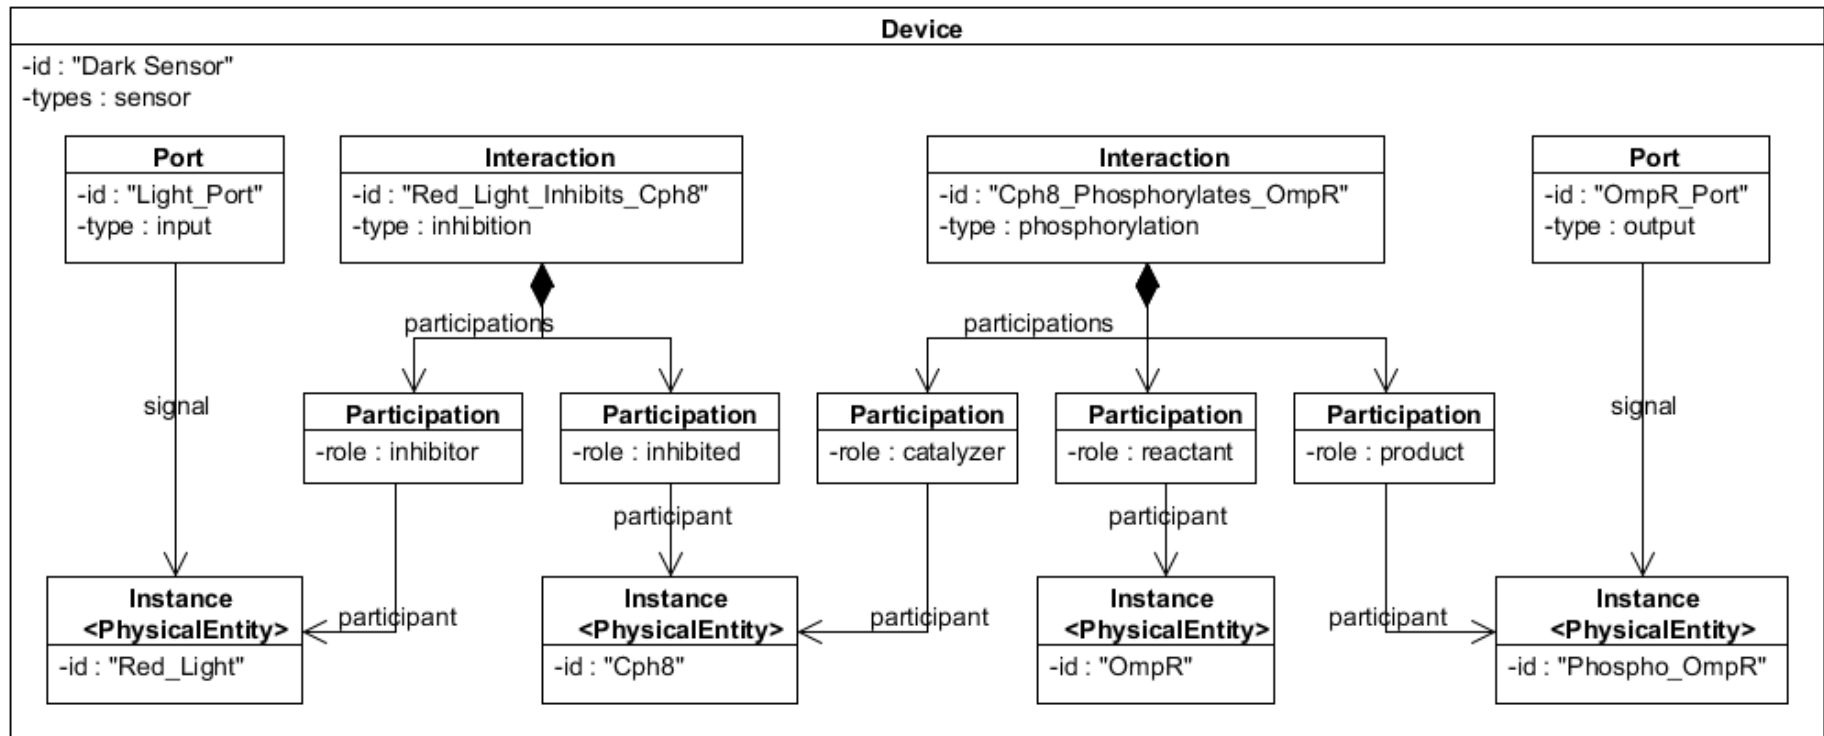 Device
-id : "Dark Sensor"
-types : sensor
Port
-id : "Light_Port"
-type : input
Interaction
-id : "Red_Light_Inhibits_Cph8"
-type : inhibition
Interaction
-id : "Cph8_Phosphorylates_OmpR"
-type : phosphorylation
Port
-id : "OmpR_Port"
-type : output
participations
participations
signal
signal
Participation
-role : inhibitor
Participation
-role : inhibited
Participation
-role : catalyzer
Participation
-role : reactant
Participation
-role : product
participant
participant
participant
participant
participant
Instance
<PhysicalEntity>
-id : "Red_Light"
Instance
<PhysicalEntity>
-id : "Cph8"
Instance
<PhysicalEntity>
-id : "OmpR"
Instance
<PhysicalEntity>
-id : "Phospho_OmpR"